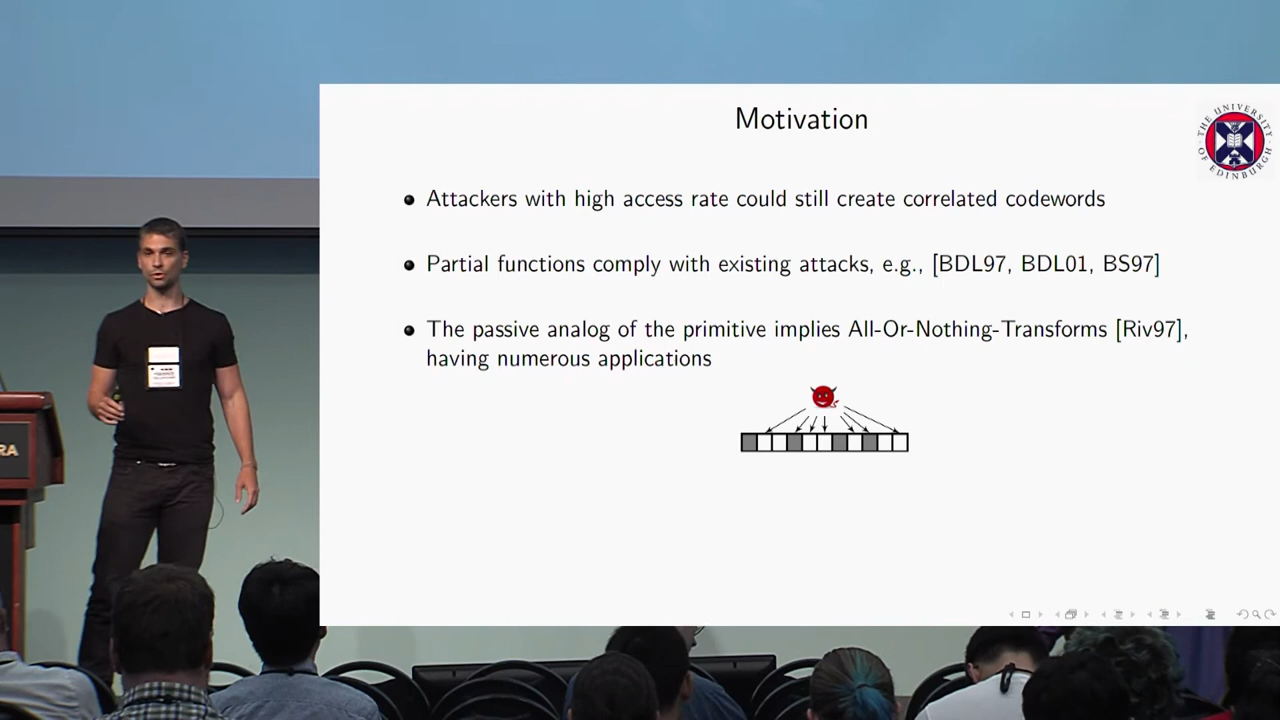 Motivation
THE UNIVERSITY OF EDINBURGH
Attackers with high access rate could still create correlated codewords
Partial functions comply with existing attacks, e.g., [BDL97, BDL01, BS97]
The passive analog of the primitive implies All-Or-Nothing-Transforms [Riv97],
having numerous applications
RA